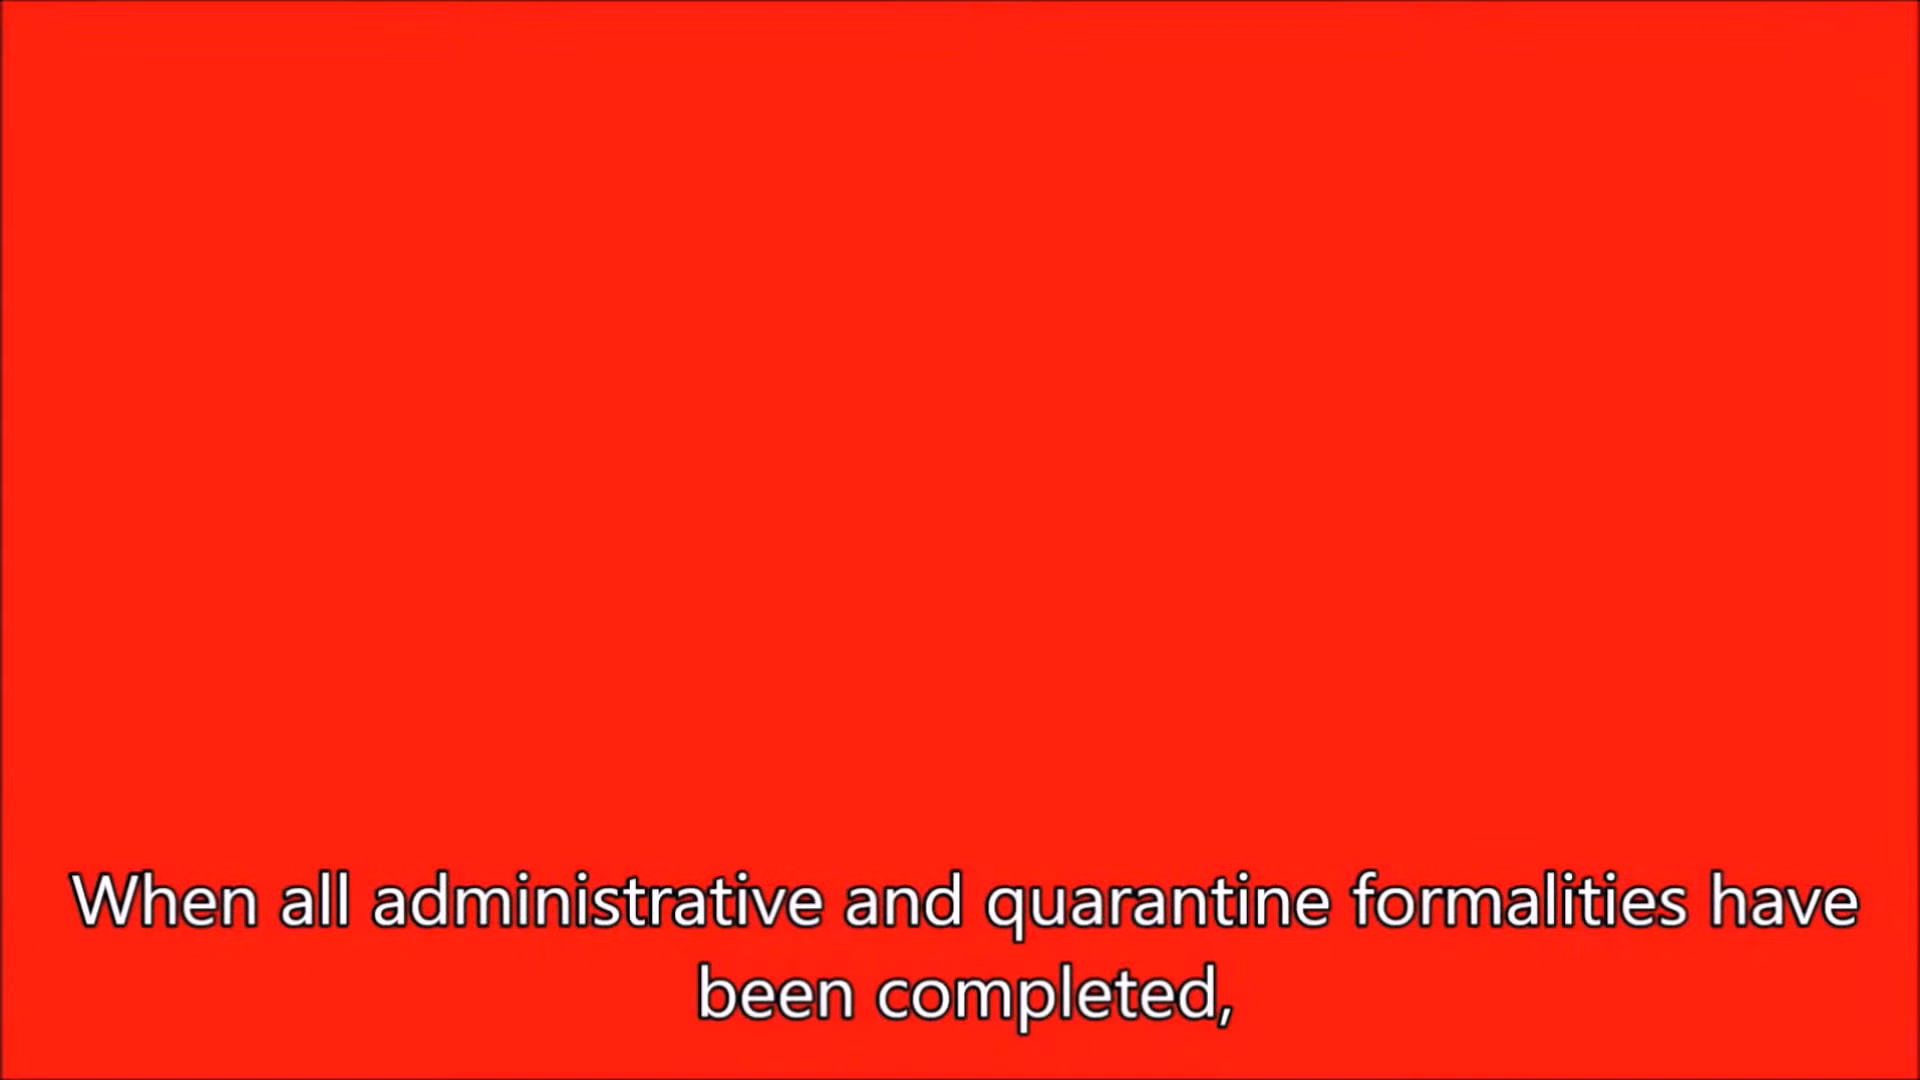 When all administrative and quarantine formalities have
been completed,